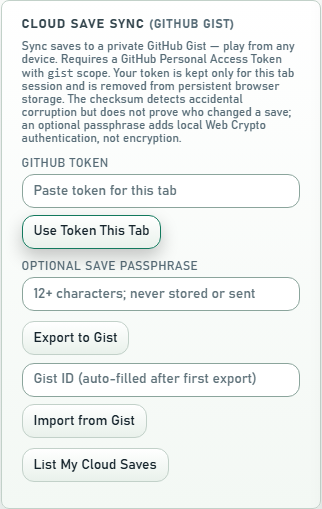 CLOUD SAVE SYNC (GITHUB GIST)
Sync saves to a private GitHub Gist — play from any
device. Requires a GitHub Personal Access Token
with gist scope. Your token is kept only for this tab
session and is removed from persistent browser
storage. The checksum detects accidental
corruption but does not prove who changed a save;
an optional passphrase adds local Web Crypto
authentication, not encryption.
GITHUB TOKEN
Paste token for this tab
Use Token This Tab
OPTIONAL SAVE PASSPHRASE
12+ characters; never stored or sent
Export to Gist
Gist ID (auto-filled after first export)
Import from Gist
List My Cloud Saves